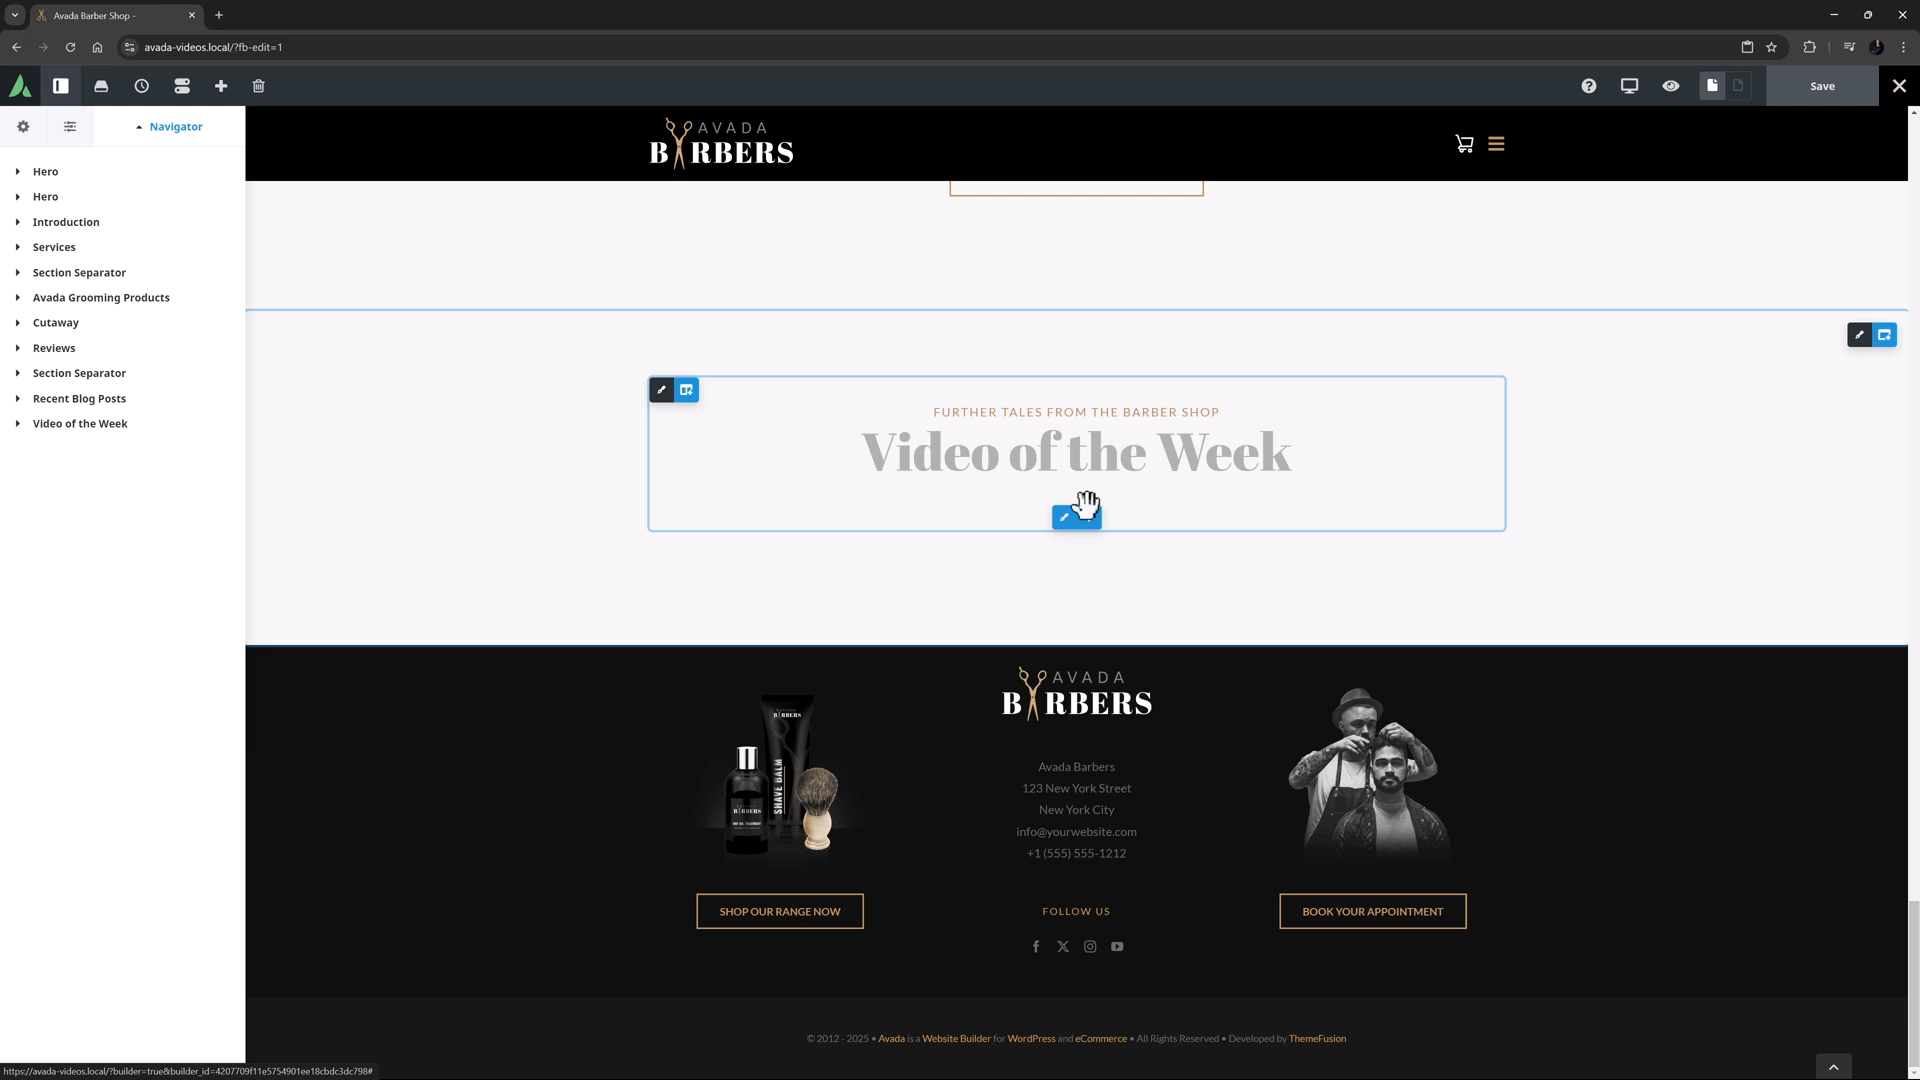 Avada Barber Shop -
avada-videos.local/?fb-edit=1
Save
Navigator
Hero
Hero
Introduction
Services
Section Separator
Avada Grooming Products
Cutaway
Reviews
Section Separator
Recent Blog Posts
Video of the Week
AVADA
BARBERS
FURTHER TALES FROM THE BARBER SHOP
Video of the Week
BARBERS
SHAVE BALM
BARBERS
SHOP OUR RANGE NOW
AVADA
BARBERS
Avada Barbers
123 New York Street
New York City
info@yourwebsite.com
+1 (555) 555-1212
FOLLOW US
BOOK YOUR APPOINTMENT
© 2012 - 2025 • Avada is a Website Builder for WordPress and eCommerce • All Rights Reserved • Developed by ThemeFusion
https://avada-videos.local/?builder=true&builder_id=4207709f11e5754901ee18cbdc3dc798#